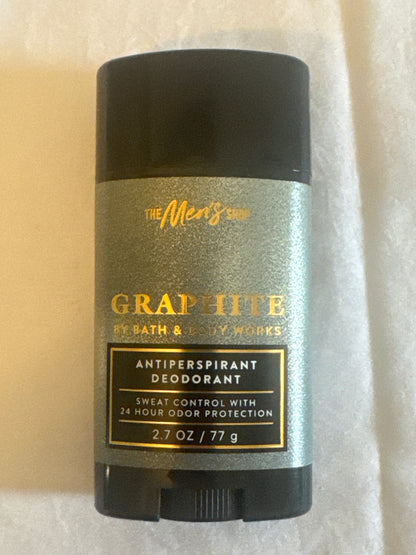 THE Men's SHOP
GRAPHITE
BY BATH & BODY WORKS®
ANTIPERSPIRANT
DEODORANT
SWEAT CONTROL WITH
24 HOUR ODOR PROTECTION
2.7 OZ / 77 g